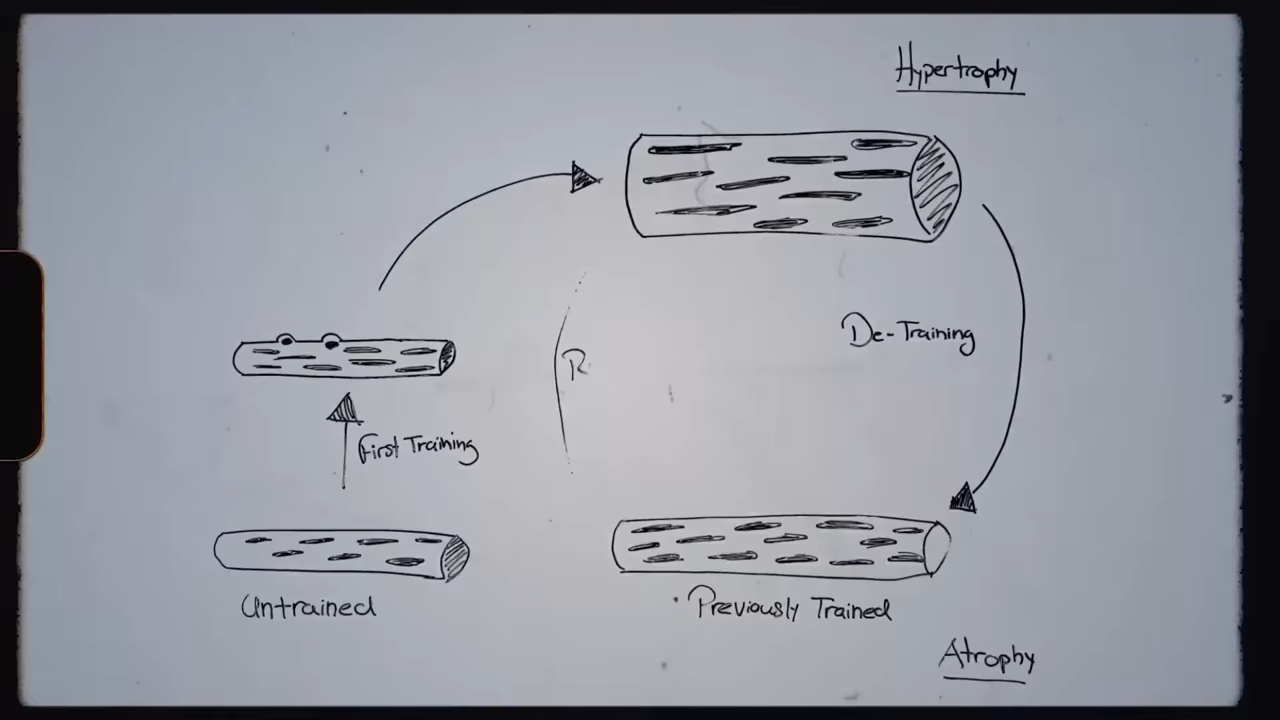 Hypertrophy
De-Training
R
First Training
Untrained
Previously Trained
Atrophy